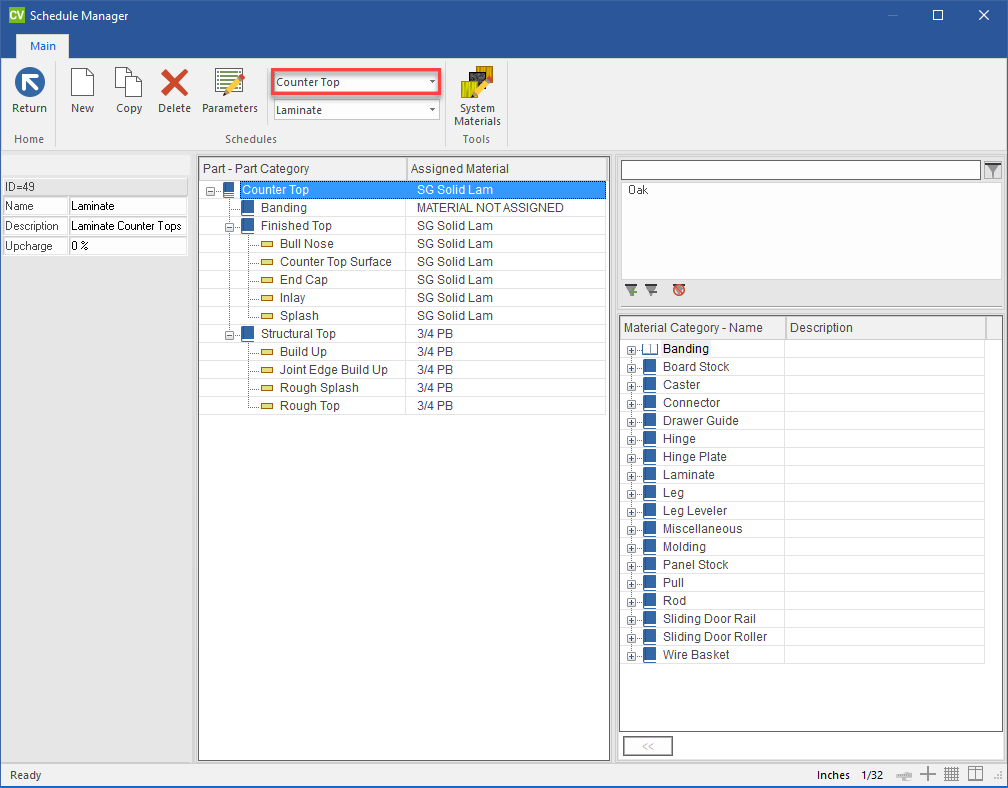 CV Schedule Manager
Main
Return
New
Copy
Delete
Parameters
Counter Top
Laminate
System
Materials
Home
Schedules
Tools
ID=49
Name Laminate
Description Laminate Counter Tops
Upcharge 0 %
Part - Part Category Assigned Material
Counter Top SG Solid Lam
Banding MATERIAL NOT ASSIGNED
Finished Top SG Solid Lam
Bull Nose SG Solid Lam
Counter Top Surface SG Solid Lam
End Cap SG Solid Lam
Inlay SG Solid Lam
Splash SG Solid Lam
Structural Top 3/4 PB
Build Up 3/4 PB
Joint Edge Build Up 3/4 PB
Rough Splash 3/4 PB
Rough Top 3/4 PB
Oak
Material Category - Name Description
Banding
Board Stock
Caster
Connector
Drawer Guide
Hinge
Hinge Plate
Laminate
Leg
Leg Leveler
Miscellaneous
Molding
Panel Stock
Pull
Rod
Sliding Door Rail
Sliding Door Roller
Wire Basket
<<
Ready
Inches 1/32